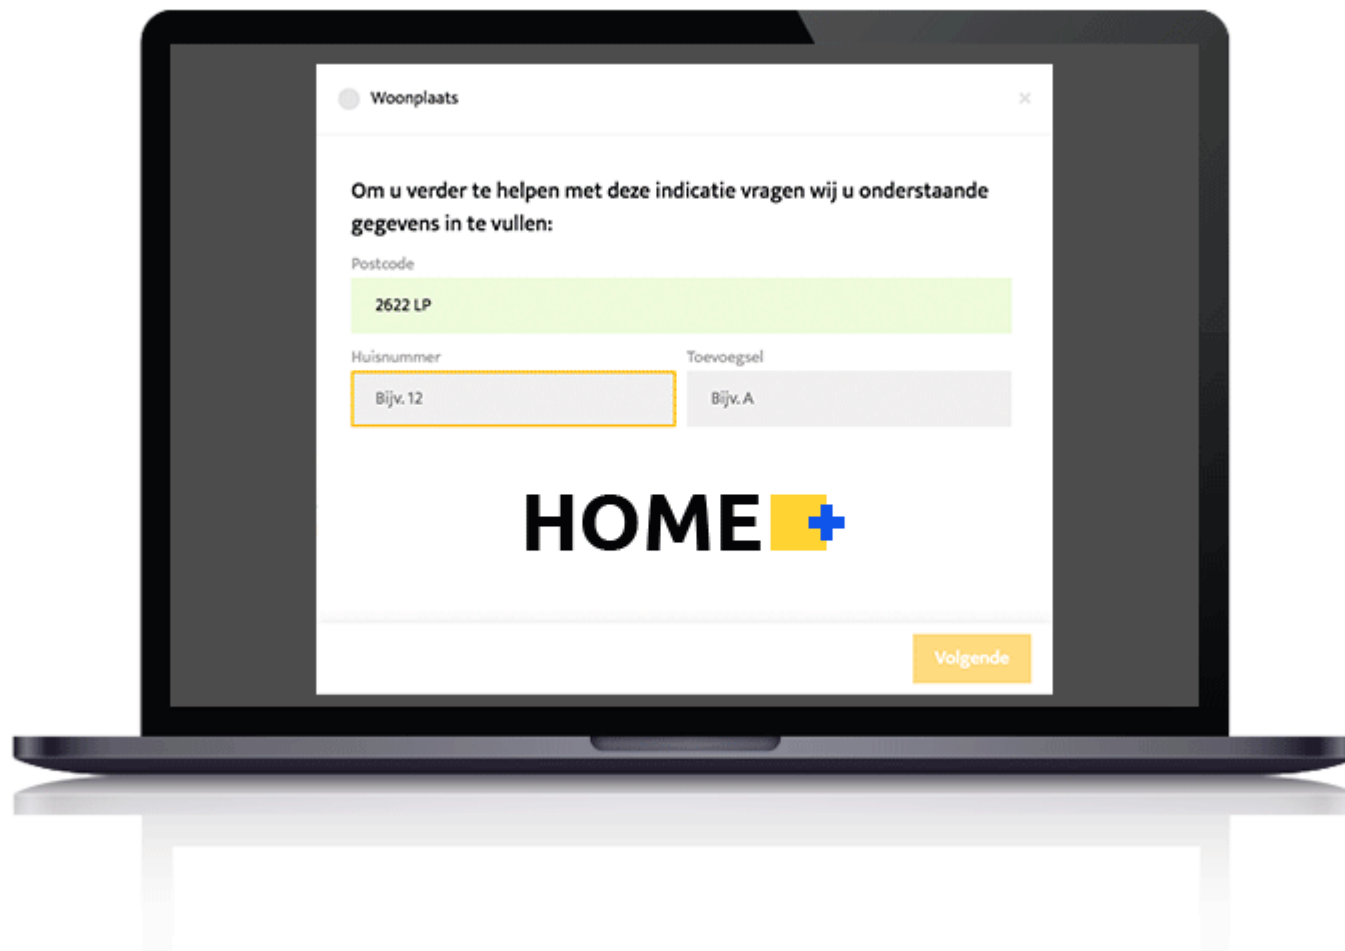 Woonplaats
Om u verder te helpen met deze indicatie vragen wij u onderstaande
gegevens in te vullen:
Postcode
2622 LP
Huisnummer Toevoegsel
Bijv. 12 Bijv. A
HOME+
Volgende